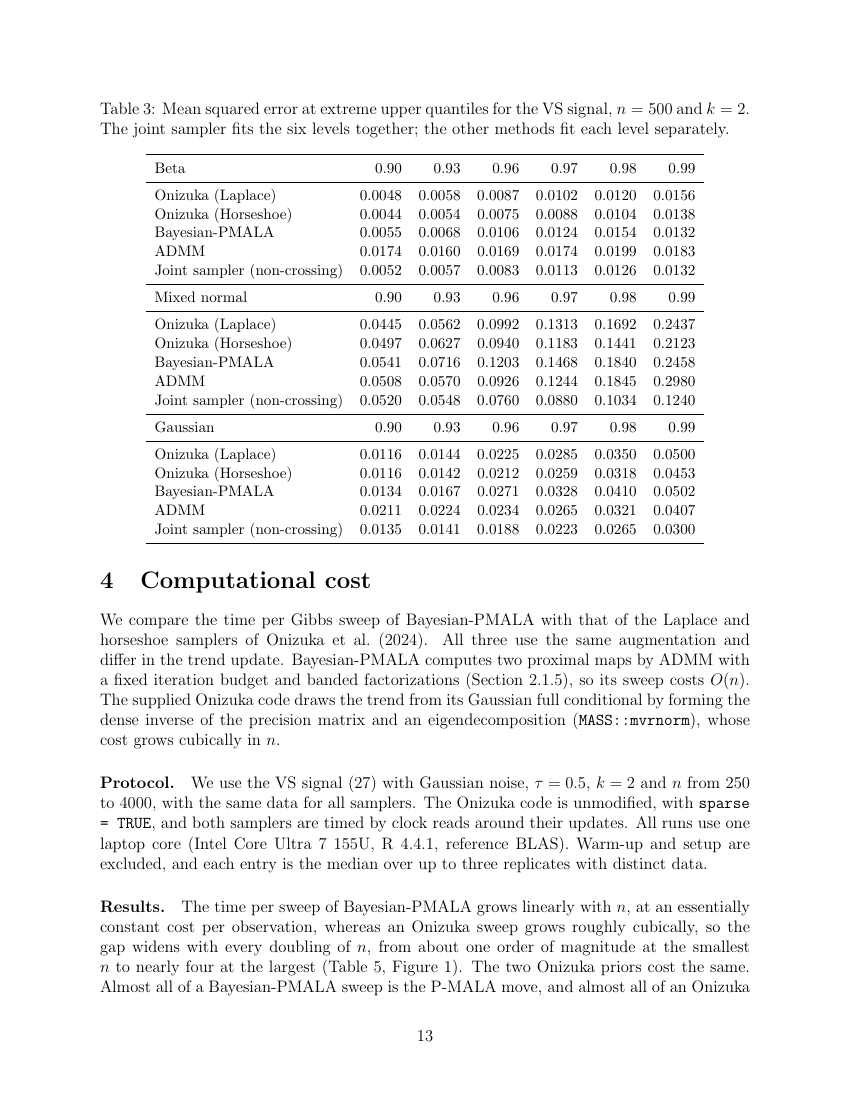 Table 3: Mean squared error at extreme upper quantiles for the VS signal, n = 500 and k = 2.
The joint sampler fits the six levels together; the other methods fit each level separately.
Beta 0.90 0.93 0.96 0.97 0.98 0.99
Onizuka (Laplace) 0.0048 0.0058 0.0087 0.0102 0.0120 0.0156
Onizuka (Horseshoe) 0.0044 0.0054 0.0075 0.0088 0.0104 0.0138
Bayesian-PMALA 0.0055 0.0068 0.0106 0.0124 0.0154 0.0132
ADMM 0.0174 0.0160 0.0169 0.0174 0.0199 0.0183
Joint sampler (non-crossing) 0.0052 0.0057 0.0083 0.0113 0.0126 0.0132
Mixed normal 0.90 0.93 0.96 0.97 0.98 0.99
Onizuka (Laplace) 0.0445 0.0562 0.0992 0.1313 0.1692 0.2437
Onizuka (Horseshoe) 0.0497 0.0627 0.0940 0.1183 0.1441 0.2123
Bayesian-PMALA 0.0541 0.0716 0.1203 0.1468 0.1840 0.2458
ADMM 0.0508 0.0570 0.0926 0.1244 0.1845 0.2980
Joint sampler (non-crossing) 0.0520 0.0548 0.0760 0.0880 0.1034 0.1240
Gaussian 0.90 0.93 0.96 0.97 0.98 0.99
Onizuka (Laplace) 0.0116 0.0144 0.0225 0.0285 0.0350 0.0500
Onizuka (Horseshoe) 0.0116 0.0142 0.0212 0.0259 0.0318 0.0453
Bayesian-PMALA 0.0134 0.0167 0.0271 0.0328 0.0410 0.0502
ADMM 0.0211 0.0224 0.0234 0.0265 0.0321 0.0407
Joint sampler (non-crossing) 0.0135 0.0141 0.0188 0.0223 0.0265 0.0300
4 Computational cost
We compare the time per Gibbs sweep of Bayesian-PMALA with that of the Laplace and
horseshoe samplers of Onizuka et al. (2024). All three use the same augmentation and
differ in the trend update. Bayesian-PMALA computes two proximal maps by ADMM with
a fixed iteration budget and banded factorizations (Section 2.1.5), so its sweep costs O(n).
The supplied Onizuka code draws the trend from its Gaussian full conditional by forming the
dense inverse of the precision matrix and an eigendecomposition (MASS::mvrnorm), whose
cost grows cubically in n.
Protocol. We use the VS signal (27) with Gaussian noise, τ = 0.5, k = 2 and n from 250
to 4000, with the same data for all samplers. The Onizuka code is unmodified, with sparse
= TRUE, and both samplers are timed by clock reads around their updates. All runs use one
laptop core (Intel Core Ultra 7 155U, R 4.4.1, reference BLAS). Warm-up and setup are
excluded, and each entry is the median over up to three replicates with distinct data.
Results. The time per sweep of Bayesian-PMALA grows linearly with n, at an essentially
constant cost per observation, whereas an Onizuka sweep grows roughly cubically, so the
gap widens with every doubling of n, from about one order of magnitude at the smallest
n to nearly four at the largest (Table 5, Figure 1). The two Onizuka priors cost the same.
Almost all of a Bayesian-PMALA sweep is the P-MALA move, and almost all of an Onizuka
13